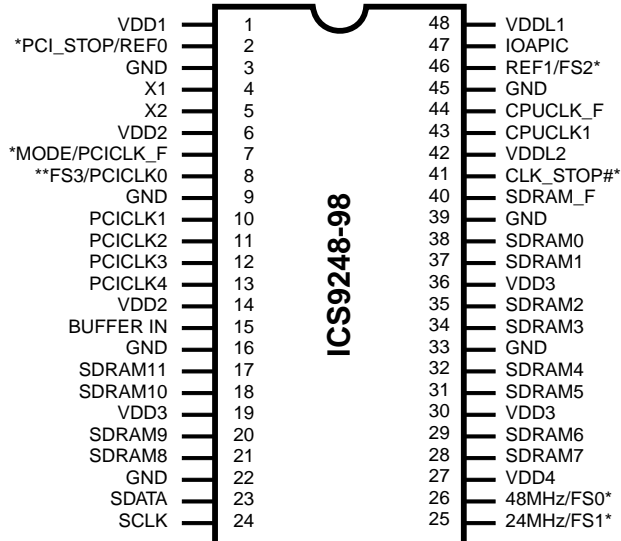 VDD1 1 48 VDDL1
*PCI_STOP/REF0 2 47 IOAPIC
GND 3 46 REF1/FS2*
X1 4 45 GND
X2 5 44 CPUCLK_F
VDD2 6 43 CPUCLK1
*MODE/PCICLK_F 7 42 VDDL2
**FS3/PCICLK0 8 41 CLK_STOP#*
GND 9 40 SDRAM_F
PCICLK1 10 39 GND
PCICLK2 11 38 SDRAM0
PCICLK3 12 37 SDRAM1
PCICLK4 13 36 VDD3
VDD2 14 35 SDRAM2
BUFFER IN 15 34 SDRAM3
GND 16 33 GND
SDRAM11 17 32 SDRAM4
SDRAM10 18 31 SDRAM5
VDD3 19 30 VDD3
SDRAM9 20 29 SDRAM6
SDRAM8 21 28 SDRAM7
GND 22 27 VDD4
SDATA 23 26 48MHz/FS0*
SCLK 24 25 24MHz/FS1*
ICS9248-98